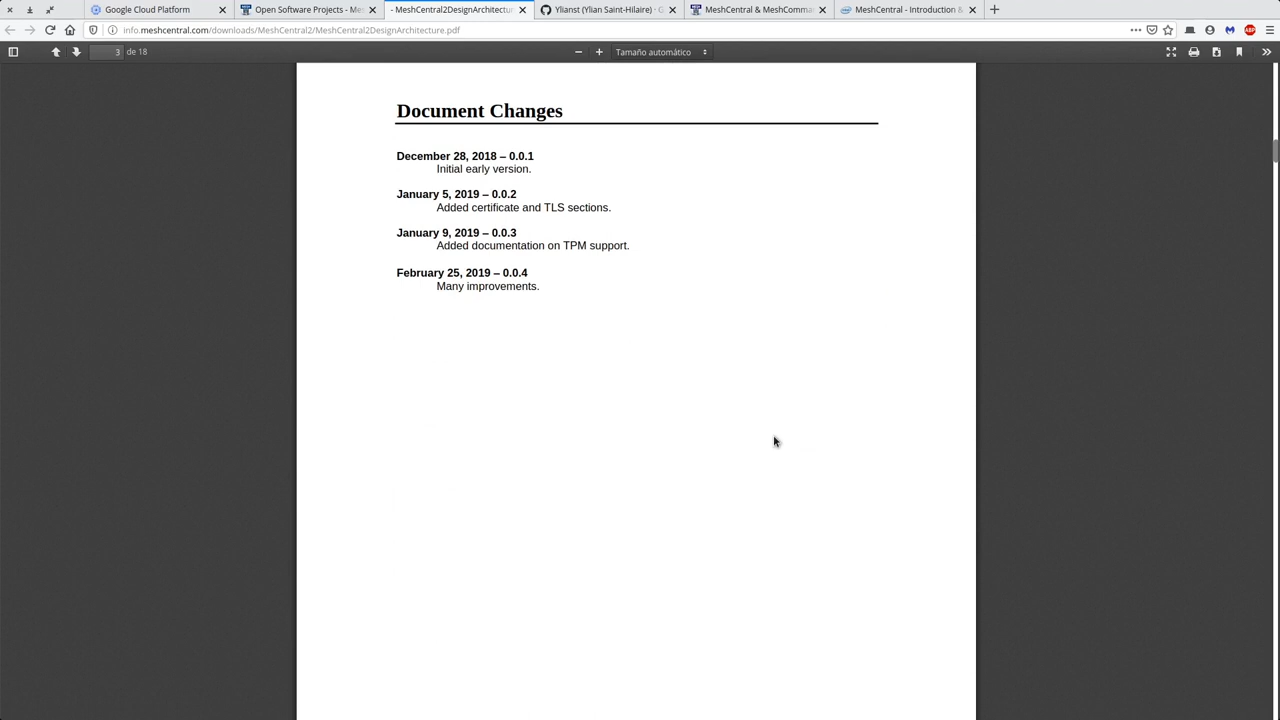 Google Cloud Platform
Open Software Projects - Me
- MeshCentral2DesignArchitectu
Ylianst (Ylian Saint-Hilaire) · G
MeshCentral & MeshComma
MeshCentral - Introduction &
info.meshcentral.com/downloads/MeshCentral2/MeshCentral2DesignArchitecture.pdf
ABP
3 de 18
Tamaño automático
Document Changes
December 28, 2018 – 0.0.1
Initial early version.
January 5, 2019 – 0.0.2
Added certificate and TLS sections.
January 9, 2019 – 0.0.3
Added documentation on TPM support.
February 25, 2019 – 0.0.4
Many improvements.